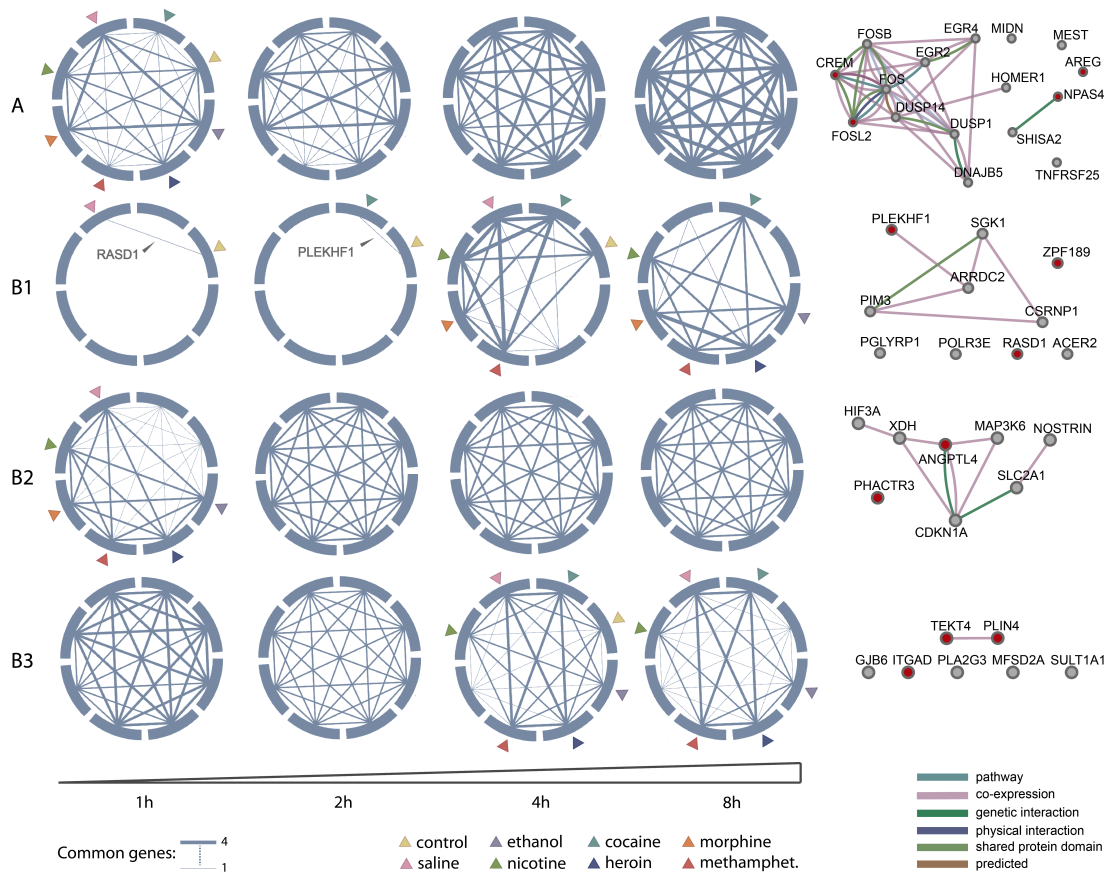 A
FOSB
EGR4
MIDN
MEST
CREM
EGR2
AREG
FOS
HOMER1
NPAS4
DUSP14
FOSL2
DUSP1
SHISA2
DNAJB5
TNFRSF25
B1
RASD1
PLEKHF1
PLEKHF1
SGK1
ZPF189
ARRDC2
PIM3
CSRNP1
PGLYRP1
POLR3E
RASD1
ACER2
B2
HIF3A
XDH
MAP3K6
NOSTRIN
ANGPTL4
SLC2A1
PHACTR3
CDKN1A
B3
TEKT4
PLIN4
GJB6
ITGAD
PLA2G3
MFSD2A
SULT1A1
1h
2h
4h
8h
Common genes:
4
1
control
ethanol
cocaine
morphine
saline
nicotine
heroin
methamphet.
pathway
co-expression
genetic interaction
physical interaction
shared protein domain
predicted